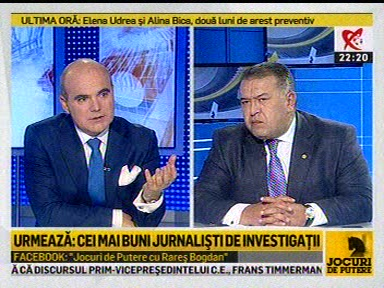 ULTIMA ORĂ: Elena Udrea şi Alina Bica, două luni de arest preventiv
22:20
URMEAZĂ: CEI MAI BUNI JURNALIŞTI DE INVESTIGAŢII
FACEBOOK: "Jocuri de Putere cu Rareş Bogdan"
Ă CĂ DISCURSUL PRIM-VICEPREŞEDINTELUI C.E., FRANS TIMMERMAN
JOCURI
DE PUTERE